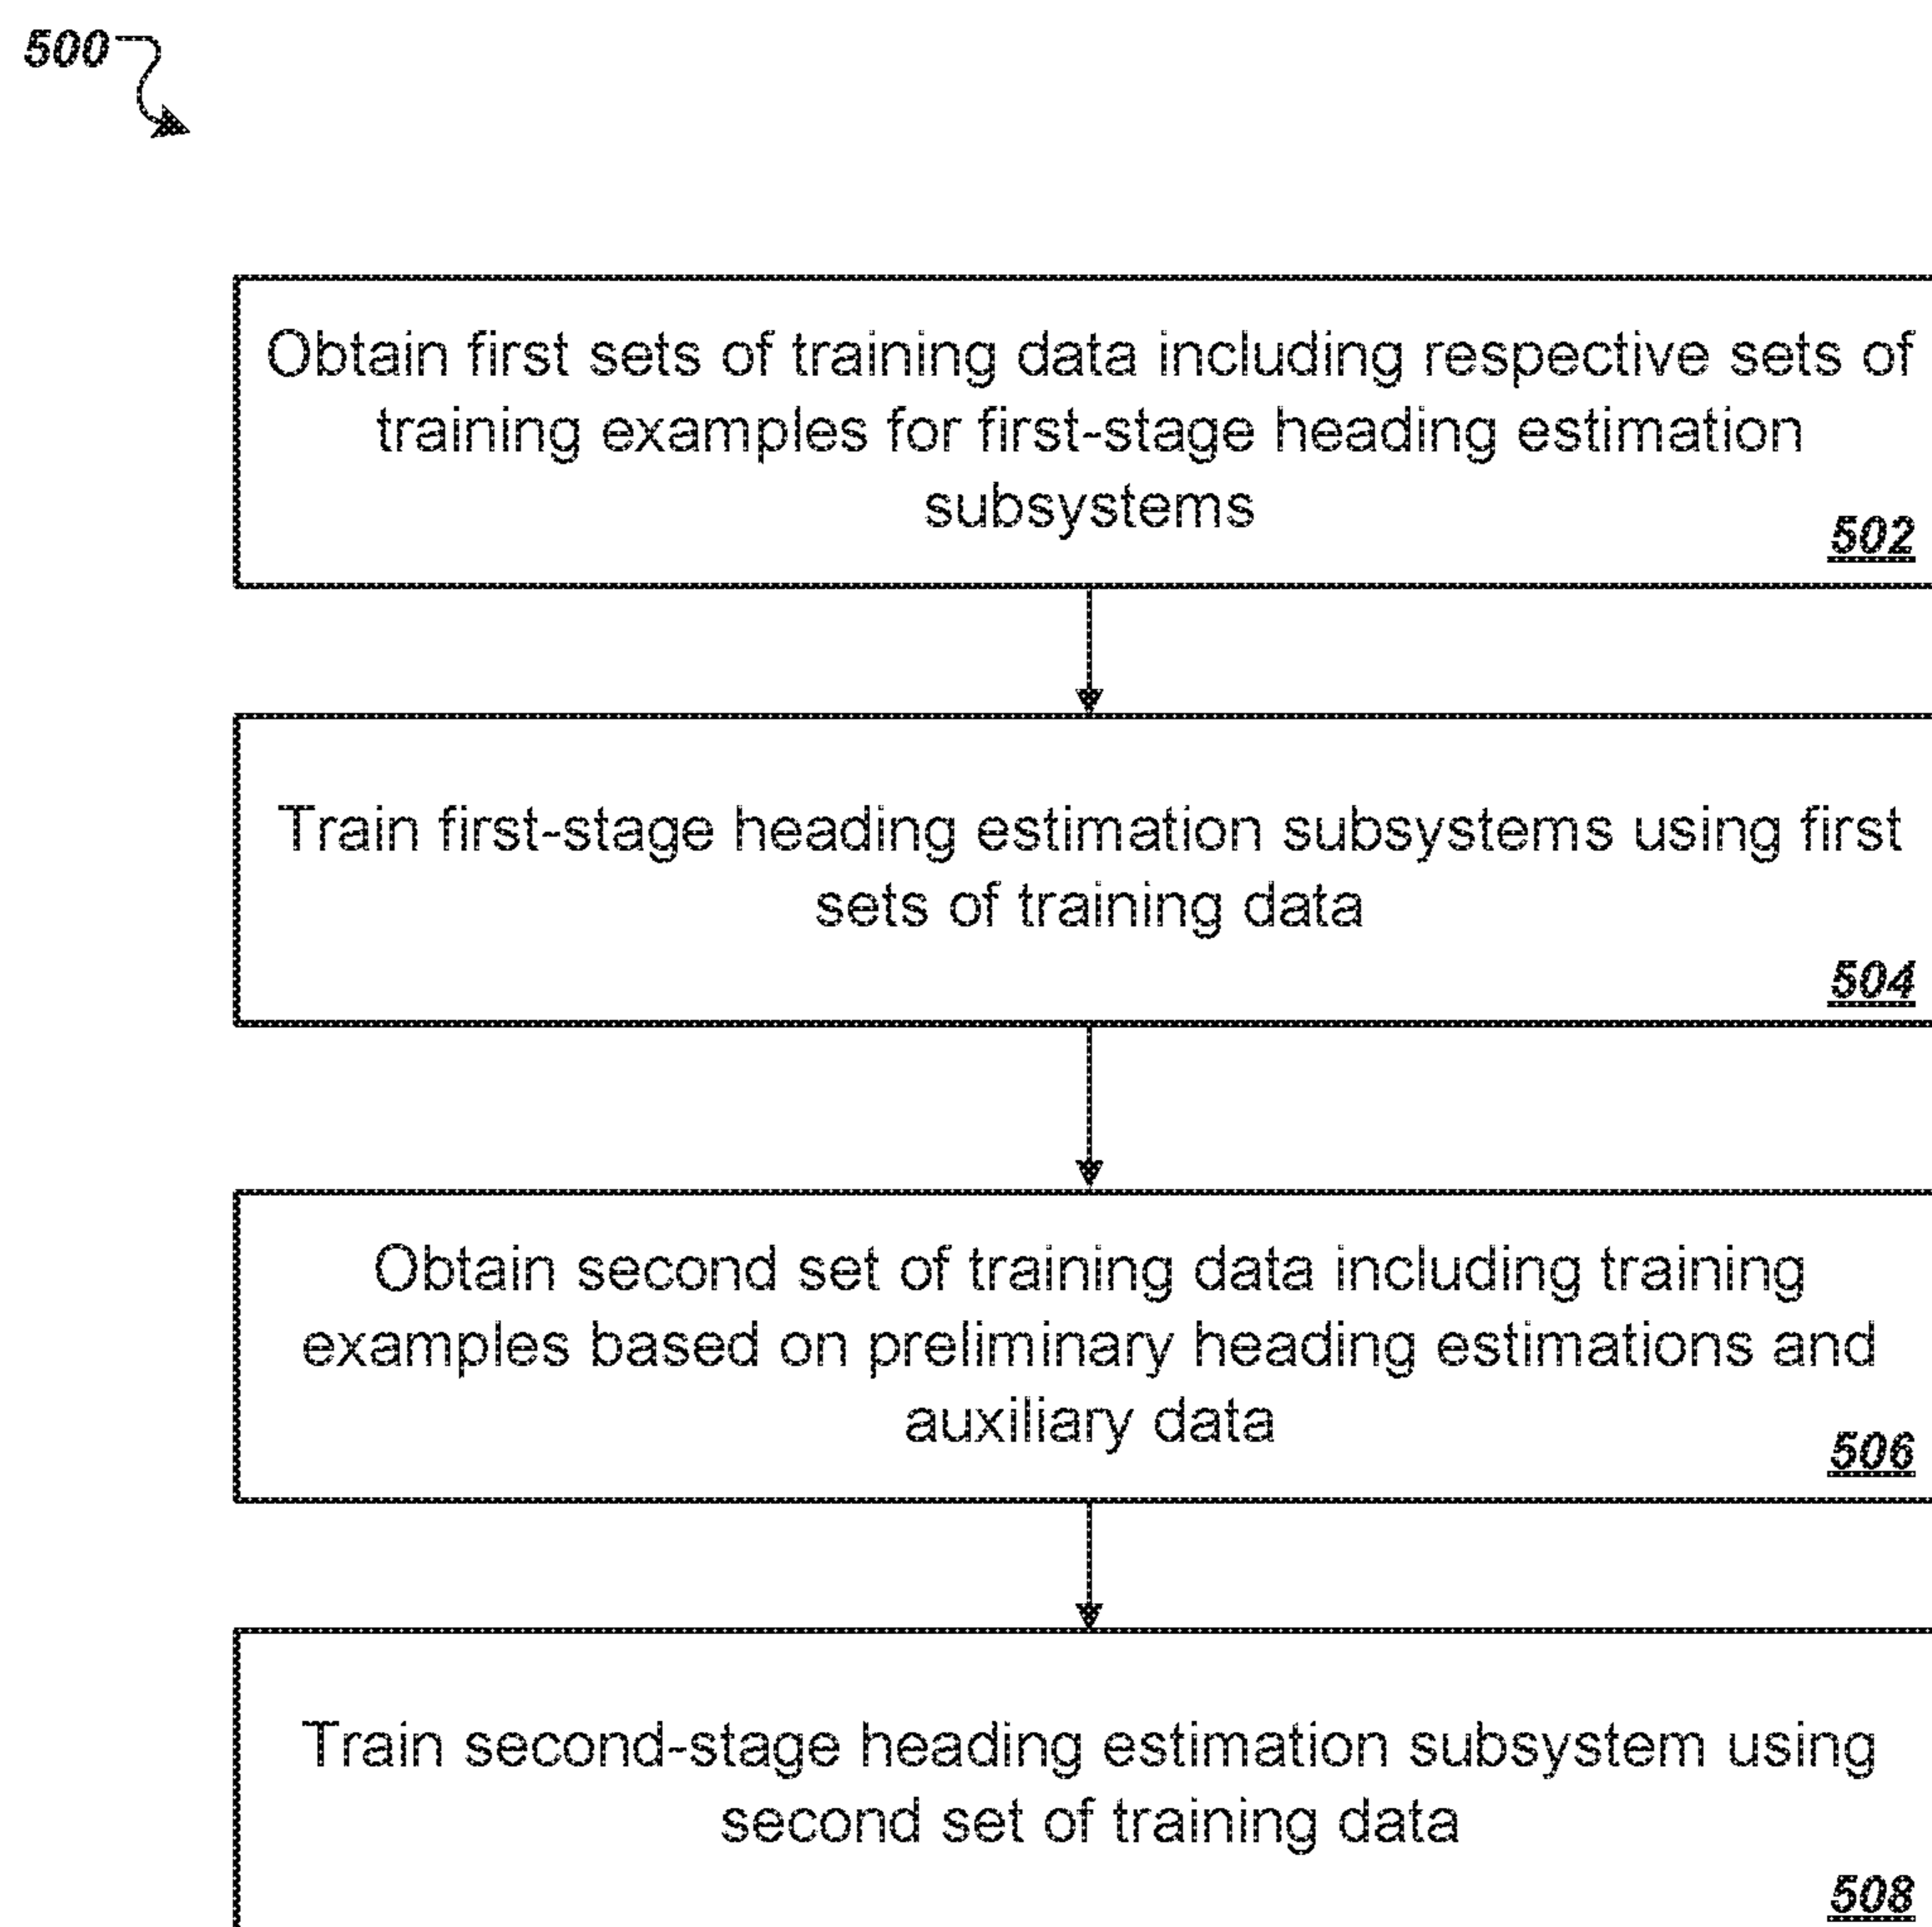 500
Obtain first sets of training data including respective sets of
training examples for first-stage heading estimation
subsystems
502
Train first-stage heading estimation subsystems using first
sets of training data
504
Obtain second set of training data including training
examples based on preliminary heading estimations and
auxiliary data
506
Train second-stage heading estimation subsystem using
second set of training data
508